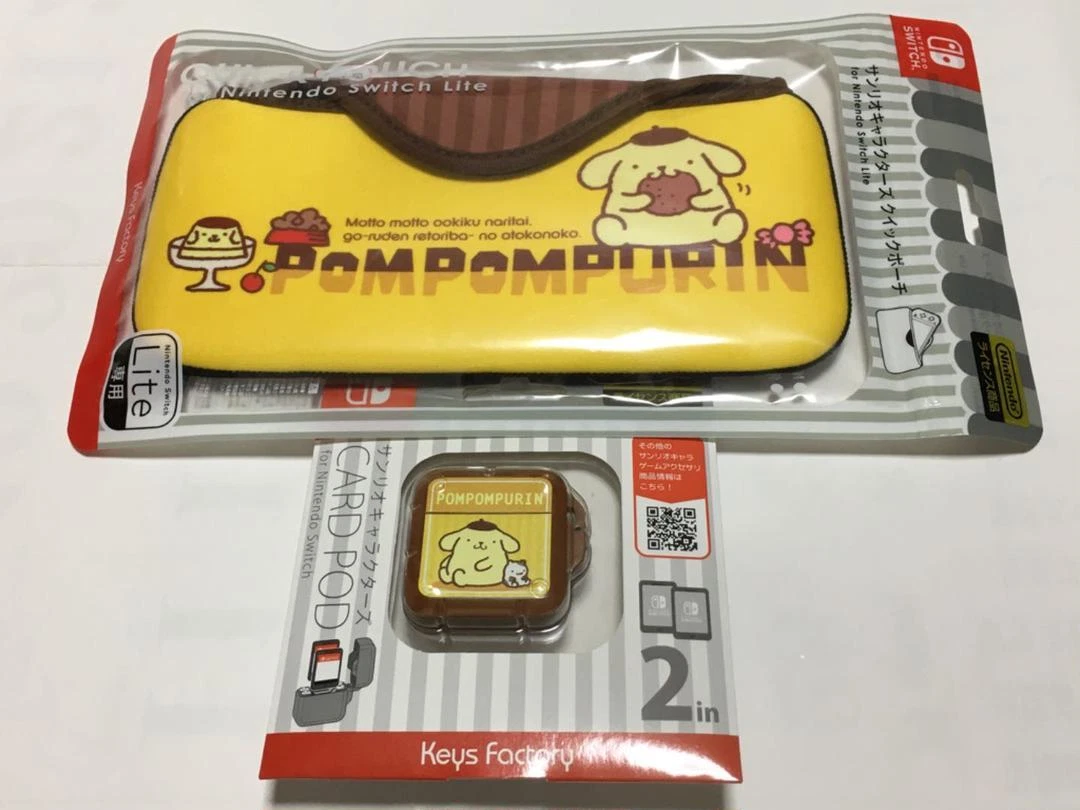 QUICK POUCH
for Nintendo Switch Lite
NINTENDO
SWITCH
サンリオキャラクターズ クイックポーチ
for Nintendo Switch Lite
Keys Factory
Motto motto ookiku naritai.
go-ruden retoriba- no otokonoko.
POMPOMPURIN
Nintendo Switch
Lite
専用
Nintendo
ライセンス商品
サンリオキャラクターズ
CARD POD
for Nintendo Switch
POMPOMPURIN
その他の
サンリオキャラ
ゲームアクセサリ
商品情報は
こちら!
2in
Keys Factory